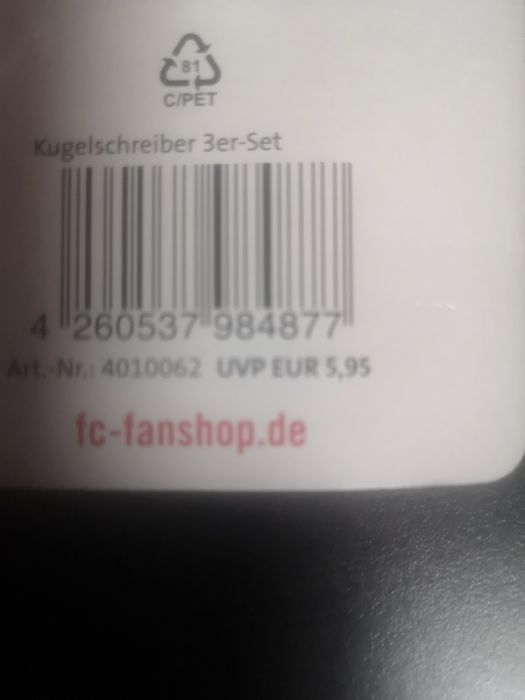 81
C/PET
Kugelschreiber 3er-Set
4 260537 984877
Art.-Nr.: 4010062 UVP EUR 5,95
fc-fanshop.de